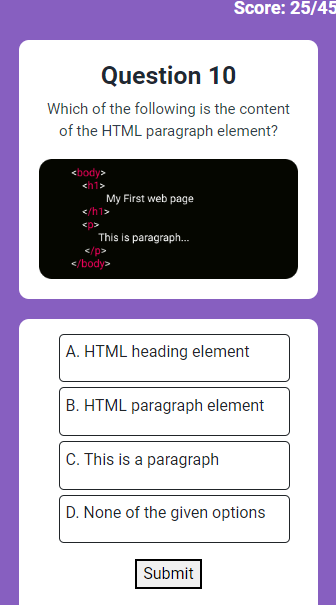 Score: 25/45
Question 10
Which of the following is the content
of the HTML paragraph element?
<body>
<h1>
My First web page
</h1>
<p>
This is paragraph...
</p>
</body>
A. HTML heading element
B. HTML paragraph element
C. This is a paragraph
D. None of the given options
Submit